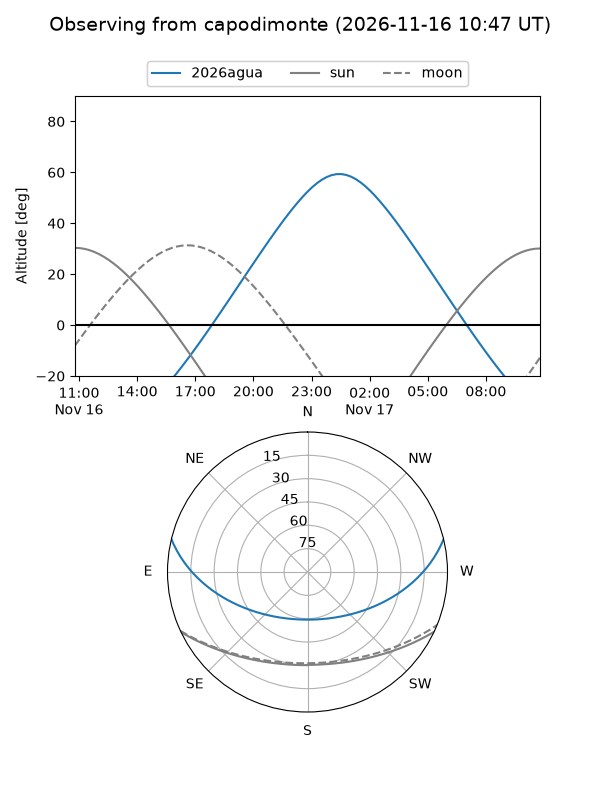 Observing from capodimonte (2026-11-16 10:47 UT)
2026agua sun moon
Altitude [deg]
80
60
40
20
0
−20
11:00 14:00 17:00 20:00 23:00 02:00 05:00 08:00
Nov 16 Nov 17
N
NE NW
15
30
45
60
75
E W
SE SW
S